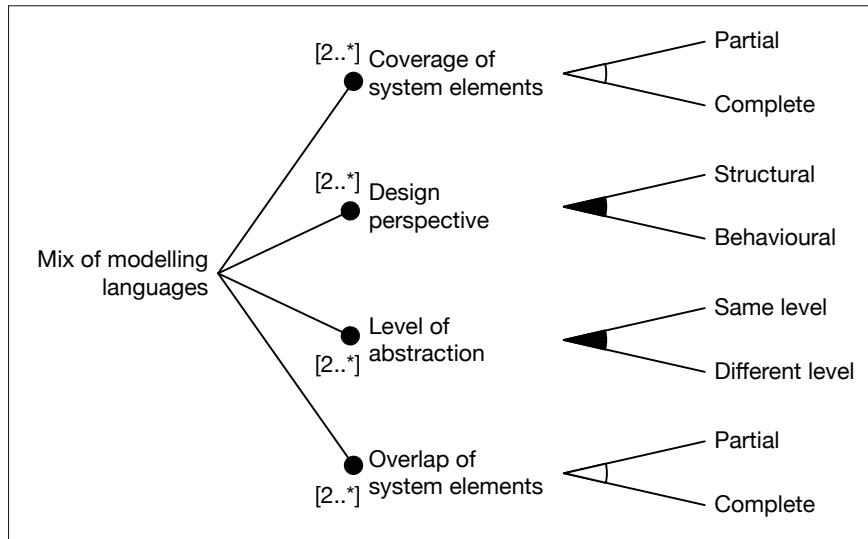 Mix of modelling
languages
[2..*]
Coverage of
system elements
Partial
Complete
[2..*]
Design
perspective
Structural
Behavioural
Level of
abstraction
[2..*]
Same level
Different level
Overlap of
system elements
[2..*]
Partial
Complete